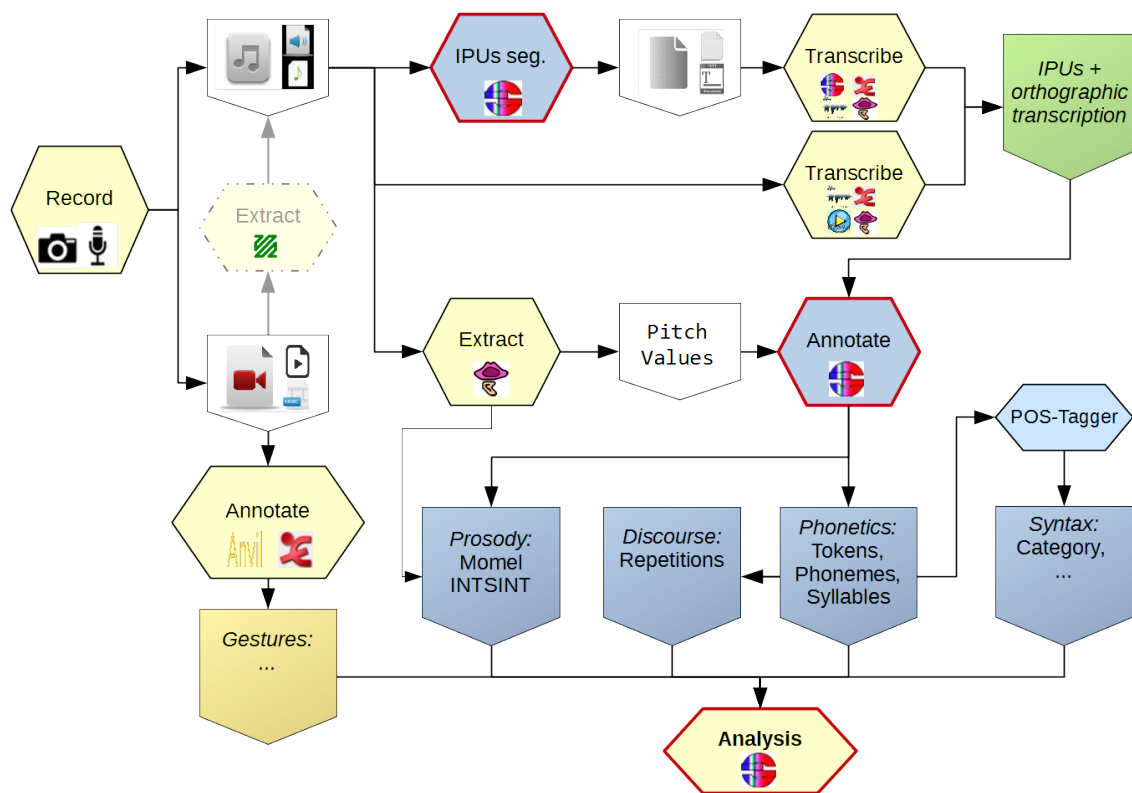 IPUs seg.
Transcribe
IPUs +
orthographic
transcription
Record
Extract
Transcribe
Extract
Pitch
Values
Annotate
POS-Tagger
Annotate
Anvil
Prosody:
Momel
INTSINT
Discourse:
Repetitions
Phonetics:
Tokens,
Phonemes,
Syllables
Syntax:
Category,
...
Gestures:
...
Analysis